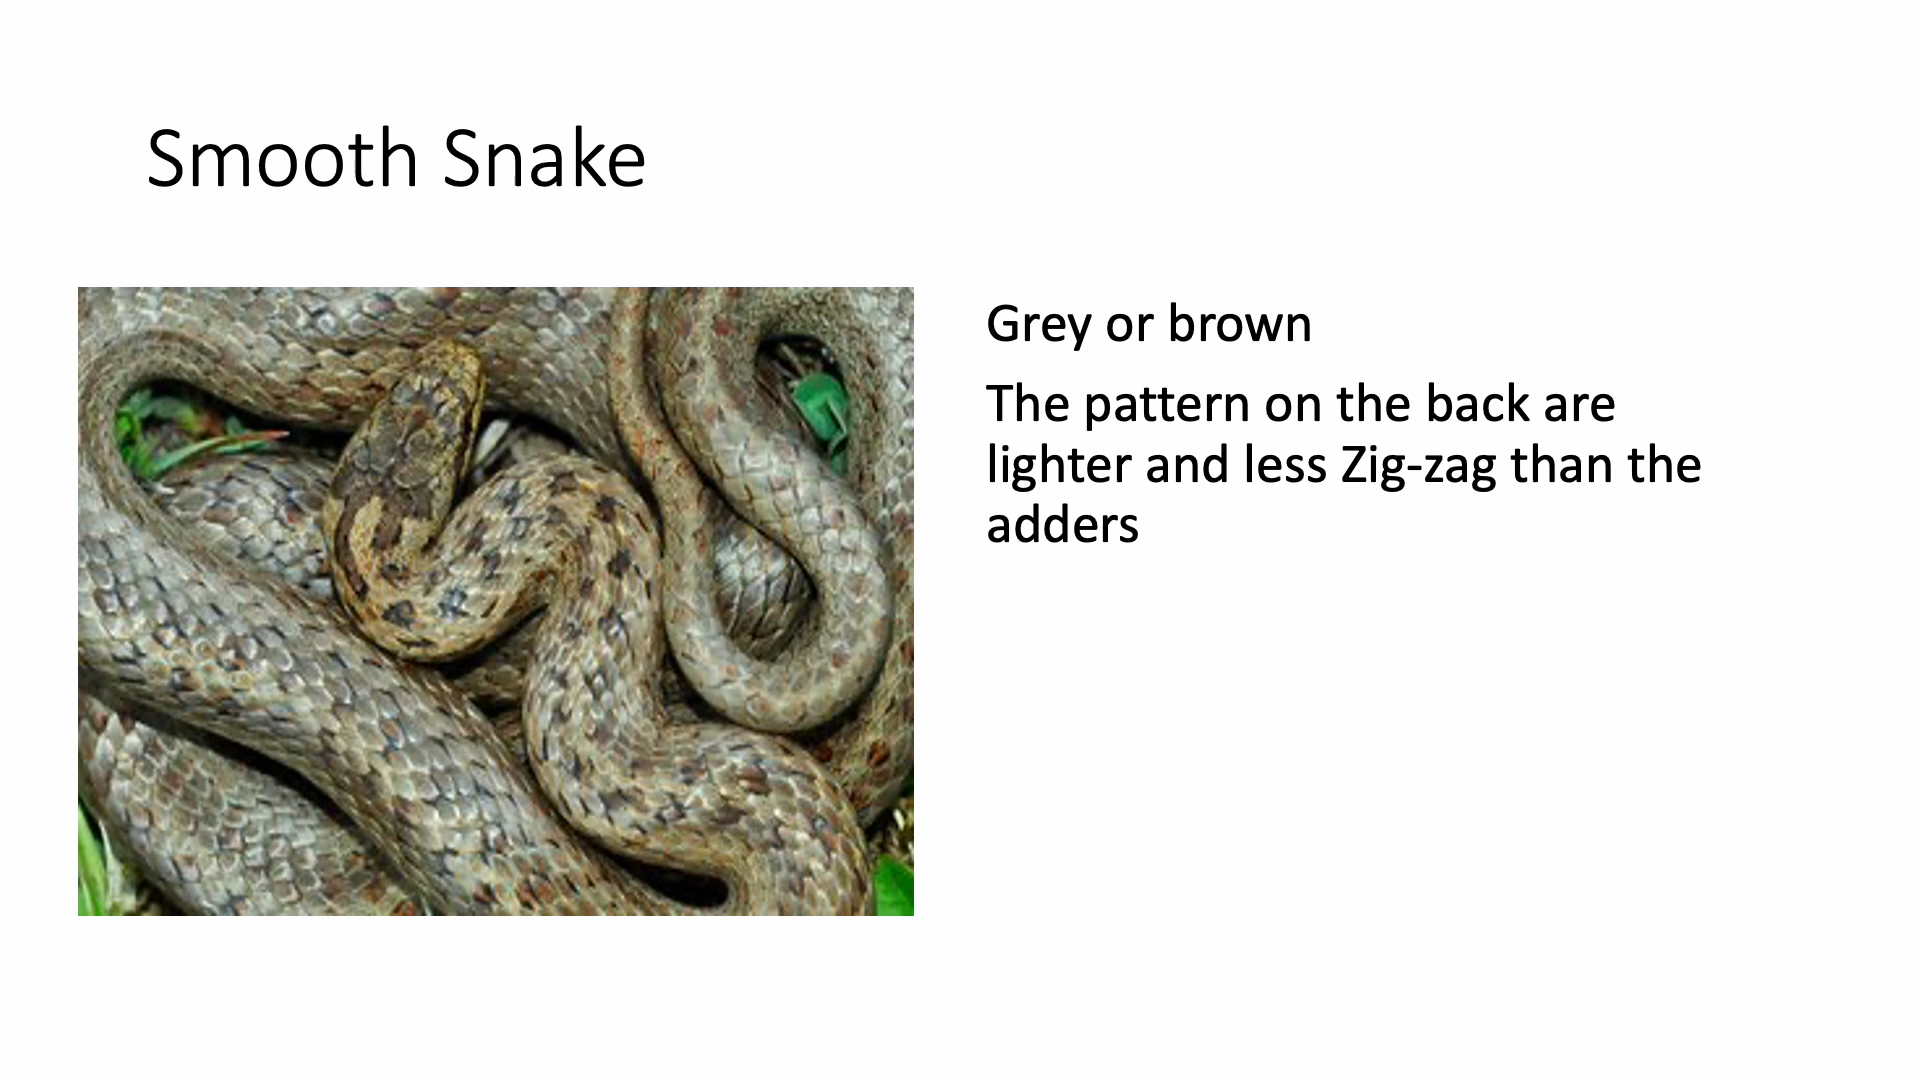 Smooth Snake
Grey or brown
The pattern on the back are
lighter and less Zig-zag than the
adders